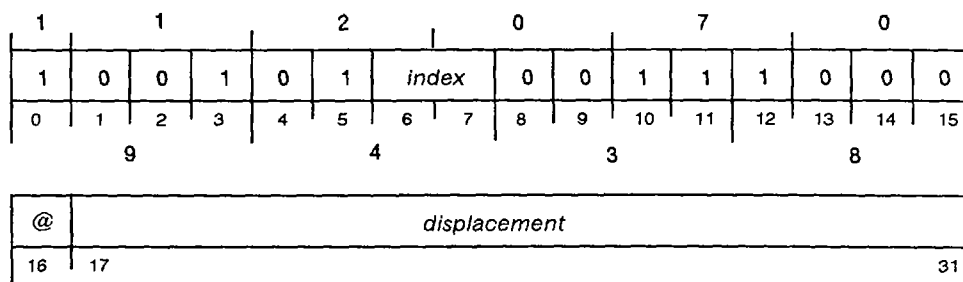 1 1 2 0 7 0
1 0 0 1 0 1 index 0 0 1 1 1 0 0 0
0 1 2 3 4 5 6 7 8 9 10 11 12 13 14 15
9 4 3 8
@ displacement
16 17 31